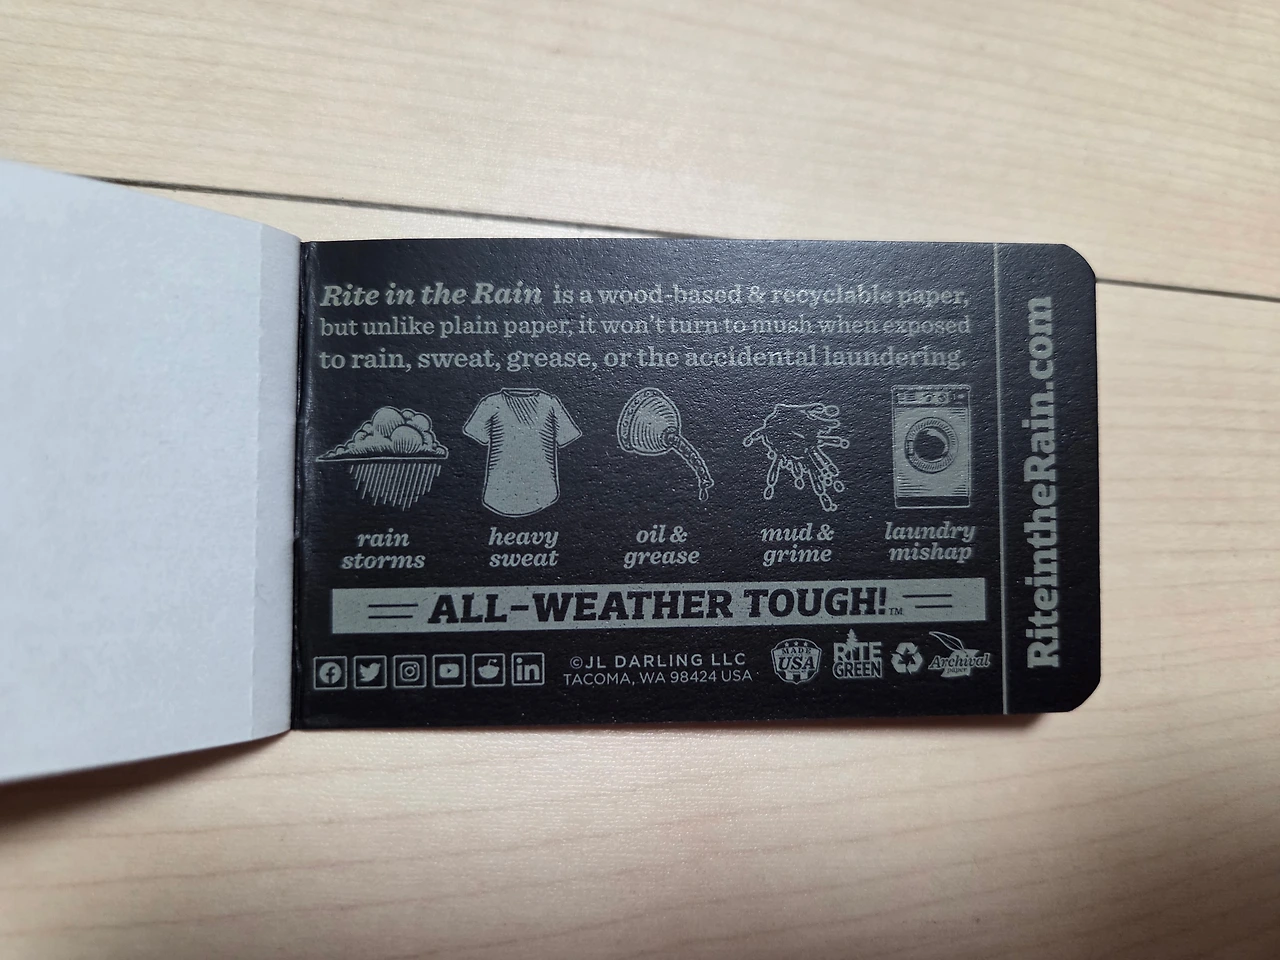 Rite in the Rain is a wood-based & recyclable paper,
but unlike plain paper, it won't turn to mush when exposed
to rain, sweat, grease, or the accidental laundering.
rain
storms
heavy
sweat
oil &
grease
mud &
grime
laundry
mishap
ALL-WEATHER TOUGH!™
©JL DARLING LLC
TACOMA, WA 98424 USA
MADE
USA
RITE
GREEN
Archival
paper
RiteintheRain.com